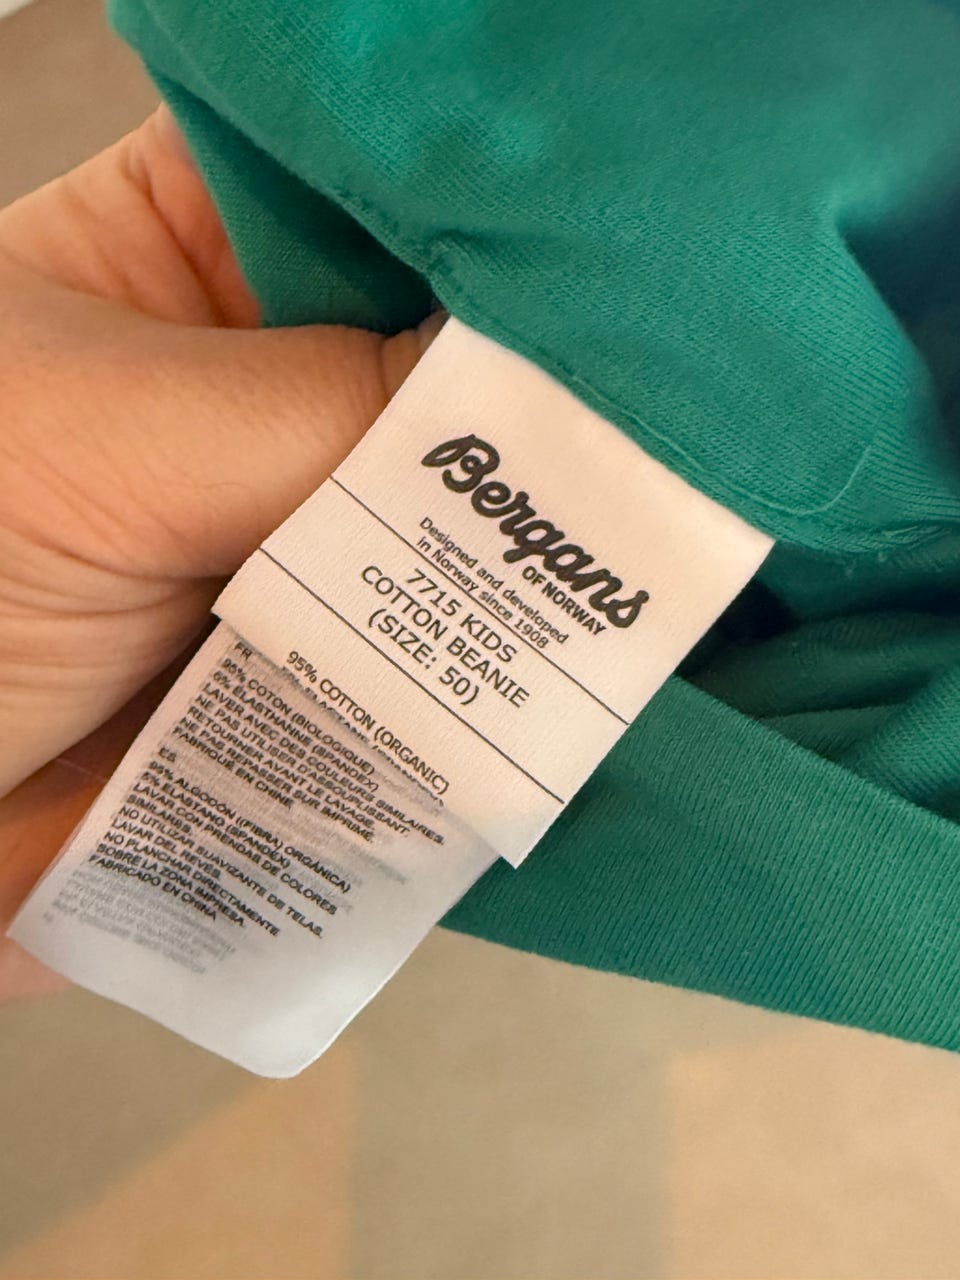 Bergans
OF NORWAY
Designed and developed
in Norway since 1908
7715 KIDS
COTTON BEANIE
(SIZE: 50)
95% COTTON (ORGANIC)
FR
95% COTON (BIOLOGIQUE)
5% ÉLASTHANNE (SPANDEX)
LAVER AVEC DES COULEURS SIMILAIRES.
NE PAS UTILISER D'ASSOUPLISSANT.
RETOURNER AVANT LE LAVAGE.
NE PAS REPASSER SUR IMPRIMÉ.
FABRIQUÉ EN CHINE
ES
95% ALGODÓN ((FIBRA) ORGÁNICA)
5% ELASTANO (SPANDEX)
LAVAR CON PRENDAS DE COLORES
SIMILARES.
NO UTILIZAR SUAVIZANTE DE TELAS.
LAVAR DEL REVÉS.
NO PLANCHAR DIRECTAMENTE
SOBRE LA ZONA IMPRESA.
FABRICADO EN CHINA